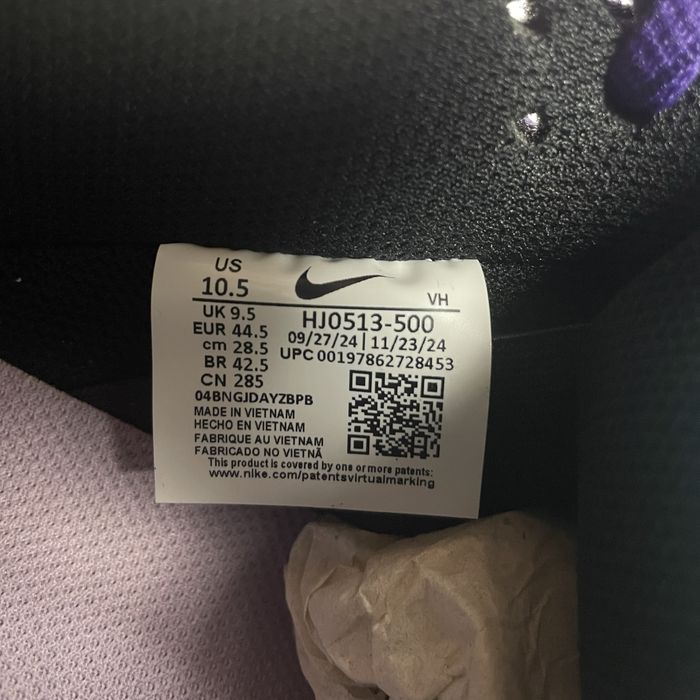 US
10.5
VH
UK 9.5
EUR 44.5
cm 28.5
BR 42.5
CN 285
HJ0513-500
09/27/24 | 11/23/24
UPC 00197862728453
04BNGJDAYZBPB
MADE IN VIETNAM
HECHO EN VIETNAM
FABRIQUE AU VIETNAM
FABRICADO NO VIETNÃ
This product is covered by one or more patents:
www.nike.com/patentsvirtualmarking